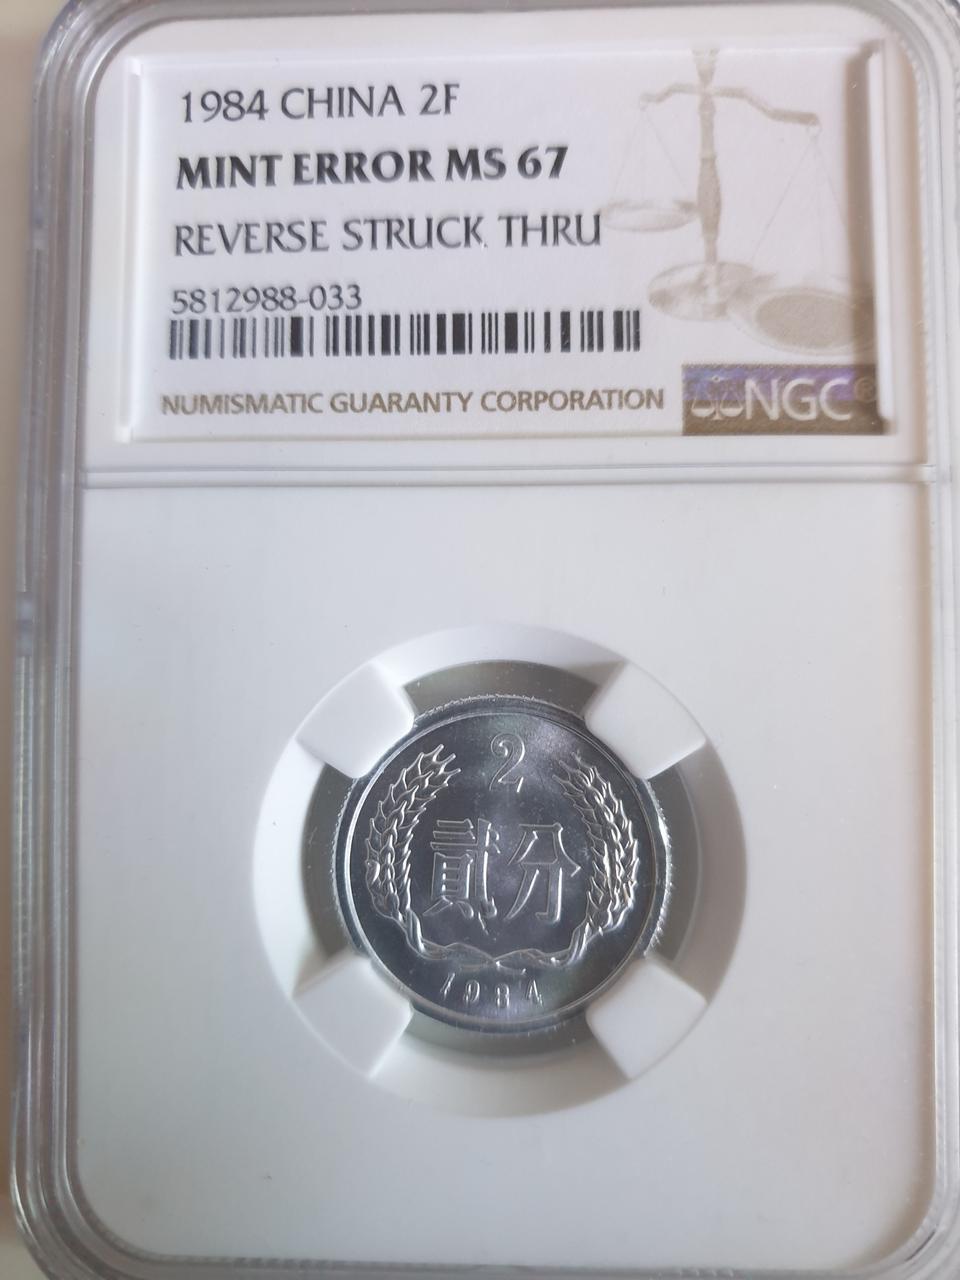 1984 CHINA 2F
MINT ERROR MS 67
REVERSE STRUCK THRU
5812988-033
NUMISMATIC GUARANTY CORPORATION
NGC®
2
貳分
1984